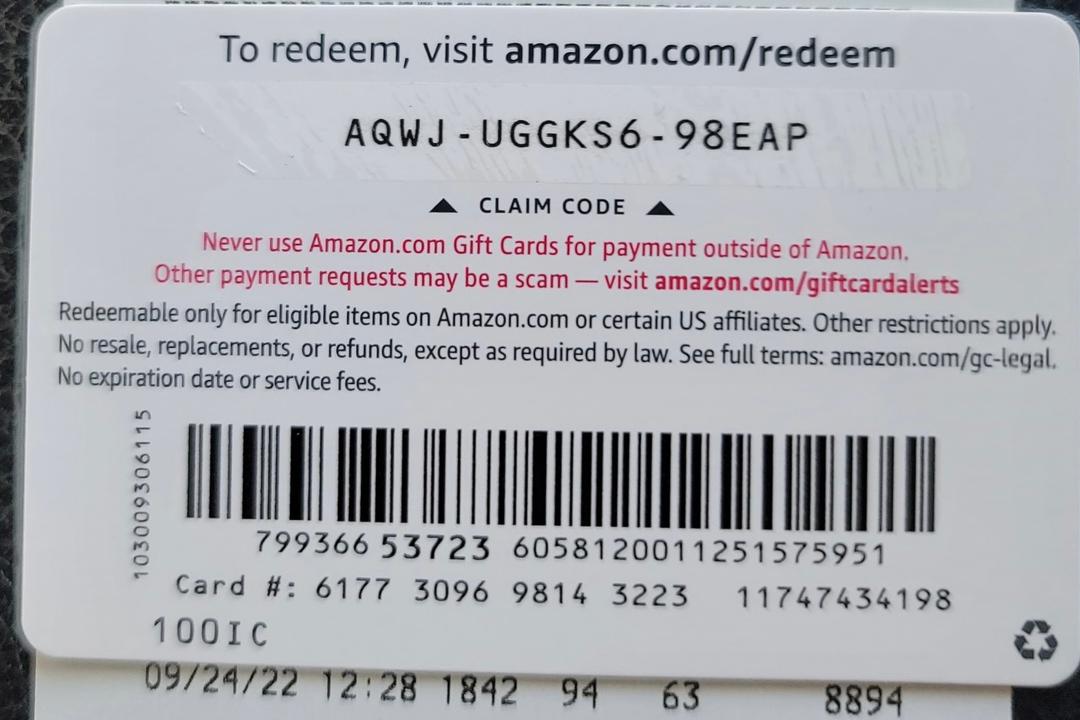 To redeem, visit amazon.com/redeem
AQWJ-UGGKS6-98EAP
▲ CLAIM CODE ▲
Never use Amazon.com Gift Cards for payment outside of Amazon.
Other payment requests may be a scam — visit amazon.com/giftcardalerts
Redeemable only for eligible items on Amazon.com or certain US affiliates. Other restrictions apply.
No resale, replacements, or refunds, except as required by law. See full terms: amazon.com/gc-legal.
No expiration date or service fees.
103009306115
799366 53723 6058120011251575951
Card #: 6177 3096 9814 3223 11747434198
100IC
09/24/22 12:28 1842 94 63 8894